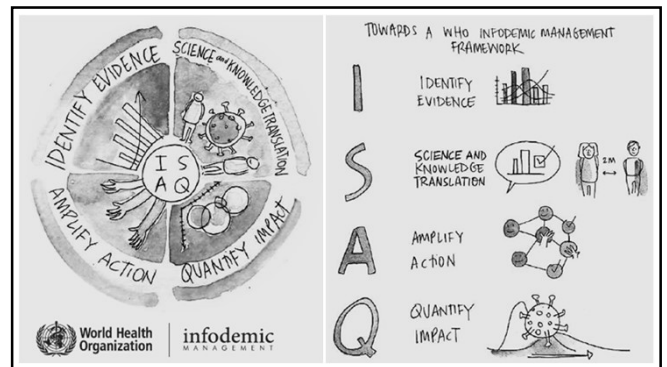 IDENTIFY EVIDENCE
SCIENCE and KNOWLEDGE TRANSLATION
I S
A Q
AMPLIFY ACTION
QUANTIFY IMPACT
World Health
Organization
infodemic
MANAGEMENT
TOWARDS A WHO INFODEMIC MANAGEMENT
FRAMEWORK
I
IDENTIFY
EVIDENCE
S
SCIENCE AND
KNOWLEDGE
TRANSLATION
2M
A
AMPLIFY
ACTION
Q
QUANTIFY
IMPACT